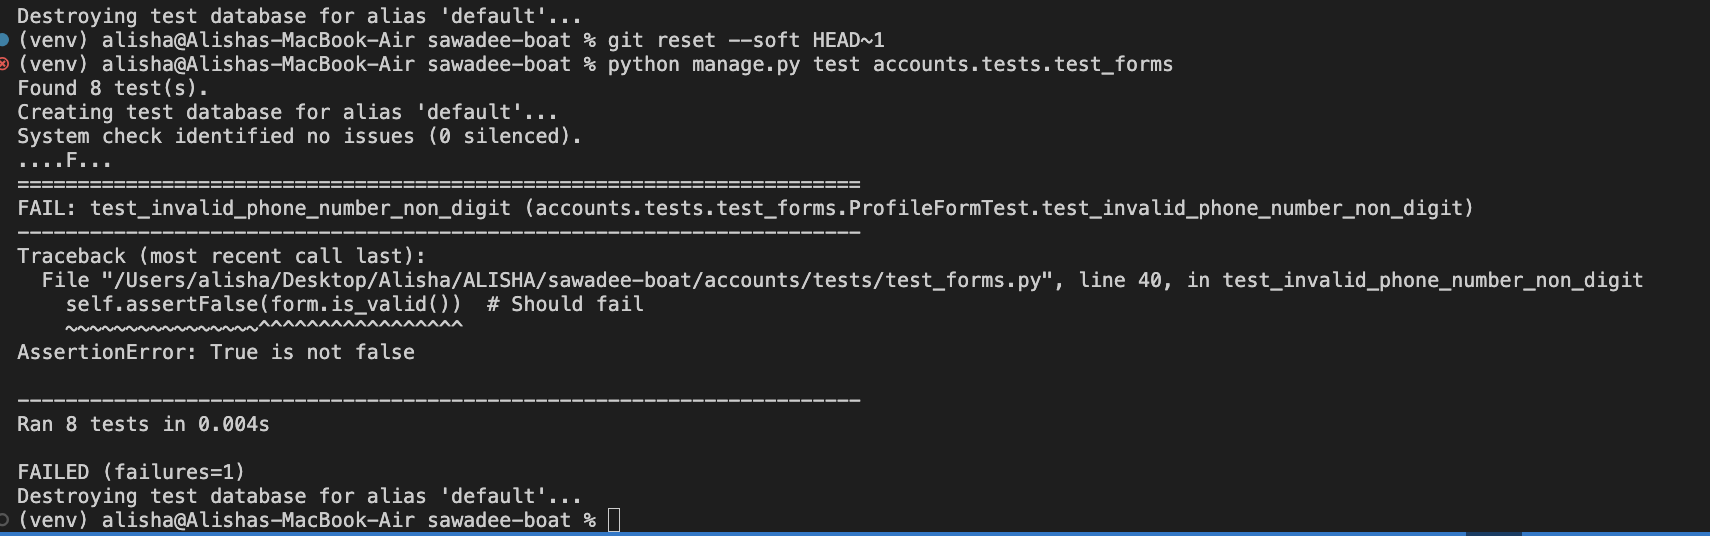 Destroying test database for alias 'default'...
(venv) alisha@Alishas-MacBook-Air sawadee-boat % git reset --soft HEAD~1
(venv) alisha@Alishas-MacBook-Air sawadee-boat % python manage.py test accounts.tests.test_forms
Found 8 test(s).
Creating test database for alias 'default'...
System check identified no issues (0 silenced).
....F...
======================================================================
FAIL: test_invalid_phone_number_non_digit (accounts.tests.test_forms.ProfileFormTest.test_invalid_phone_number_non_digit)
----------------------------------------------------------------------
Traceback (most recent call last):
  File "/Users/alisha/Desktop/Alisha/ALISHA/sawadee-boat/accounts/tests/test_forms.py", line 40, in test_invalid_phone_number_non_digit
    self.assertFalse(form.is_valid())  # Should fail
    ~~~~~~~~~~~~~~~~^^^^^^^^^^^^^^^^^
AssertionError: True is not false

----------------------------------------------------------------------
Ran 8 tests in 0.004s

FAILED (failures=1)
Destroying test database for alias 'default'...
(venv) alisha@Alishas-MacBook-Air sawadee-boat %